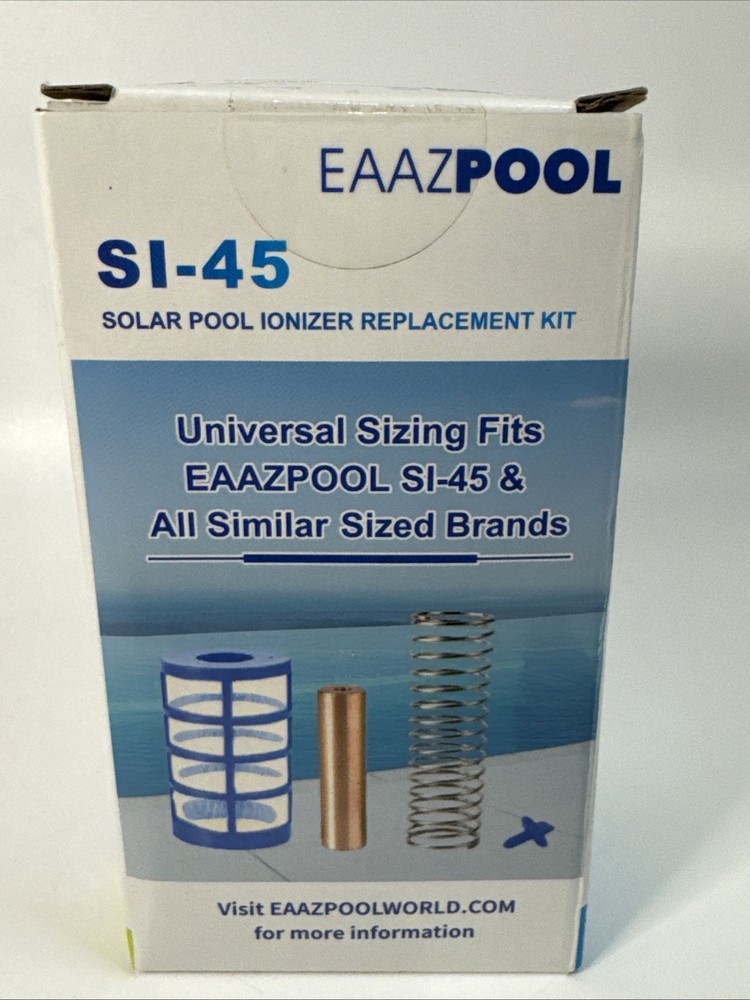 EAAZPOOL
SI-45
SOLAR POOL IONIZER REPLACEMENT KIT
Universal Sizing Fits
EAAZPOOL SI-45 &
All Similar Sized Brands
Visit EAAZPOOLWORLD.COM
for more information